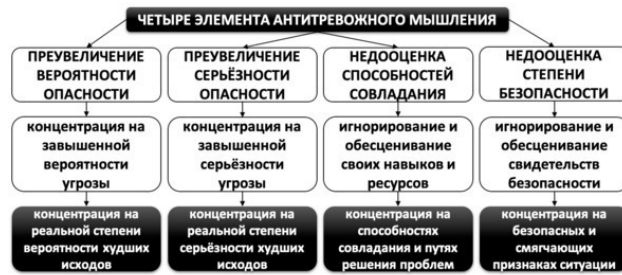 ЧЕТЫРЕ ЭЛЕМЕНТА АНТИТРЕВОЖНОГО МЫШЛЕНИЯ
ПРЕУВЕЛИЧЕНИЕ
ВЕРОЯТНОСТИ
ОПАСНОСТИ
ПРЕУВЕЛИЧЕНИЕ
СЕРЬЁЗНОСТИ
ОПАСНОСТИ
НЕДООЦЕНКА
СПОСОБНОСТЕЙ
СОВЛАДАНИЯ
НЕДООЦЕНКА
СТЕПЕНИ
БЕЗОПАСНОСТИ
концентрация на
завышенной
вероятности
угрозы
концентрация на
завышенной
серьёзности
угрозы
игнорирование и
обесценивание
своих навыков и
ресурсов
игнорирование и
обесценивание
свидетельств
безопасности
концентрация на
реальной степени
вероятности худших
исходов
концентрация на
реальной степени
серьёзности худших
исходов
концентрация на
способностях
совладания и путях
решения проблем
концентрация на
безопасных и
смягчающих
признаках ситуации